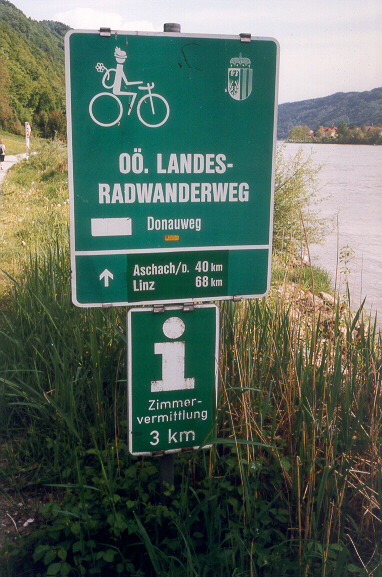 OÖ. LANDES-
RADWANDERWEG
Donauweg
Aschach/D. 40 km
Linz 68 km
i
Zimmer-
vermittlung
3 km